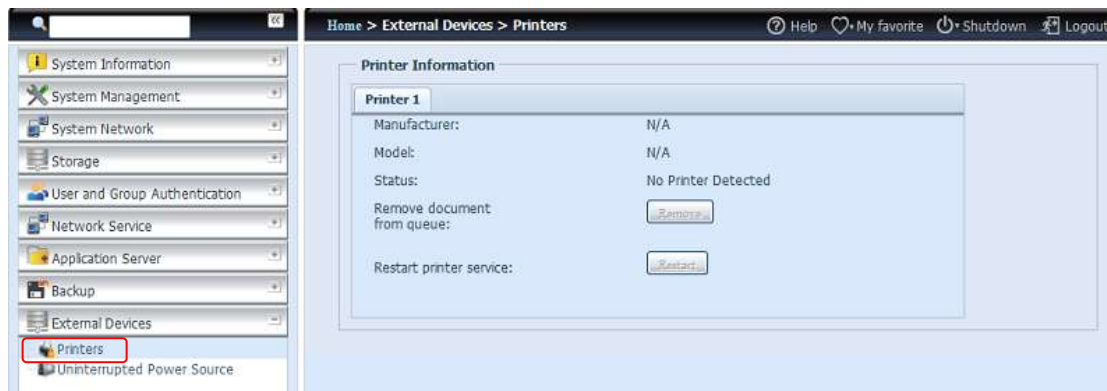 Home > External Devices > Printers
Help My favorite Shutdown Logout
System Information
System Management
System Network
Storage
User and Group Authentication
Network Service
Application Server
Backup
External Devices
Printers
Uninterrupted Power Source
Printer Information
Printer 1
Manufacturer: N/A
Model: N/A
Status: No Printer Detected
Remove document
from queue: Remove
Restart printer service: Restart